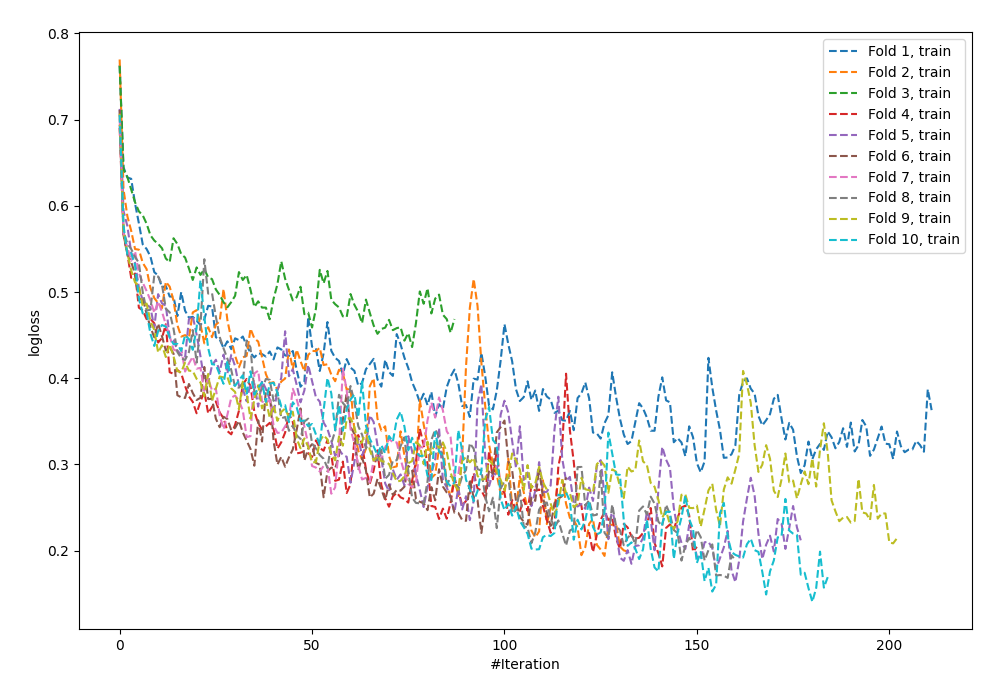 0.8
0.7
0.6
0.5
0.4
0.3
0.2
logloss
0
50
100
150
200
#Iteration
Fold 1, train
Fold 2, train
Fold 3, train
Fold 4, train
Fold 5, train
Fold 6, train
Fold 7, train
Fold 8, train
Fold 9, train
Fold 10, train